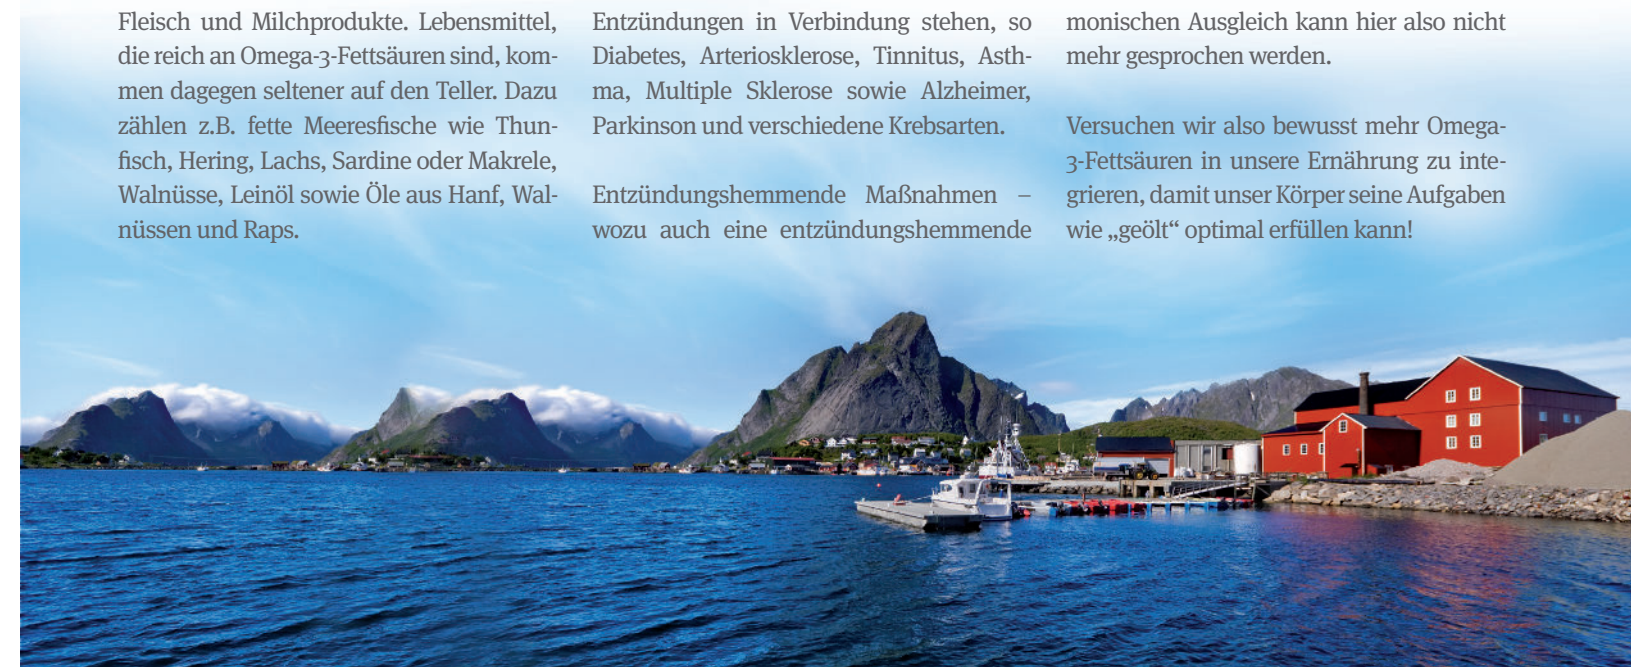 Fleisch und Milchprodukte. Lebensmittel,
die reich an Omega-3-Fettsäuren sind, kom-
men dagegen seltener auf den Teller. Dazu
zählen z.B. fette Meeresfische wie Thun-
fisch, Hering, Lachs, Sardine oder Makrele,
Walnüsse, Leinöl sowie Öle aus Hanf, Wal-
nüssen und Raps.
Entzündungen in Verbindung stehen, so
Diabetes, Arteriosklerose, Tinnitus, Asth-
ma, Multiple Sklerose sowie Alzheimer,
Parkinson und verschiedene Krebsarten.
Entzündungshemmende Maßnahmen –
wozu auch eine entzündungshemmende
monischen Ausgleich kann hier also nicht
mehr gesprochen werden.
Versuchen wir also bewusst mehr Omega-
3-Fettsäuren in unsere Ernährung zu inte-
grieren, damit unser Körper seine Aufgaben
wie „geölt“ optimal erfüllen kann!